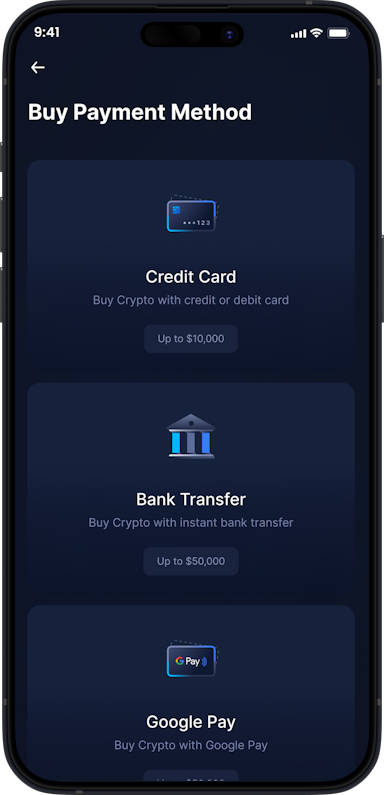 9:41
Buy Payment Method
***123
Credit Card
Buy Crypto with credit or debit card
Up to $10,000
Bank Transfer
Buy Crypto with instant bank transfer
Up to $50,000
G Pay
Google Pay
Buy Crypto with Google Pay